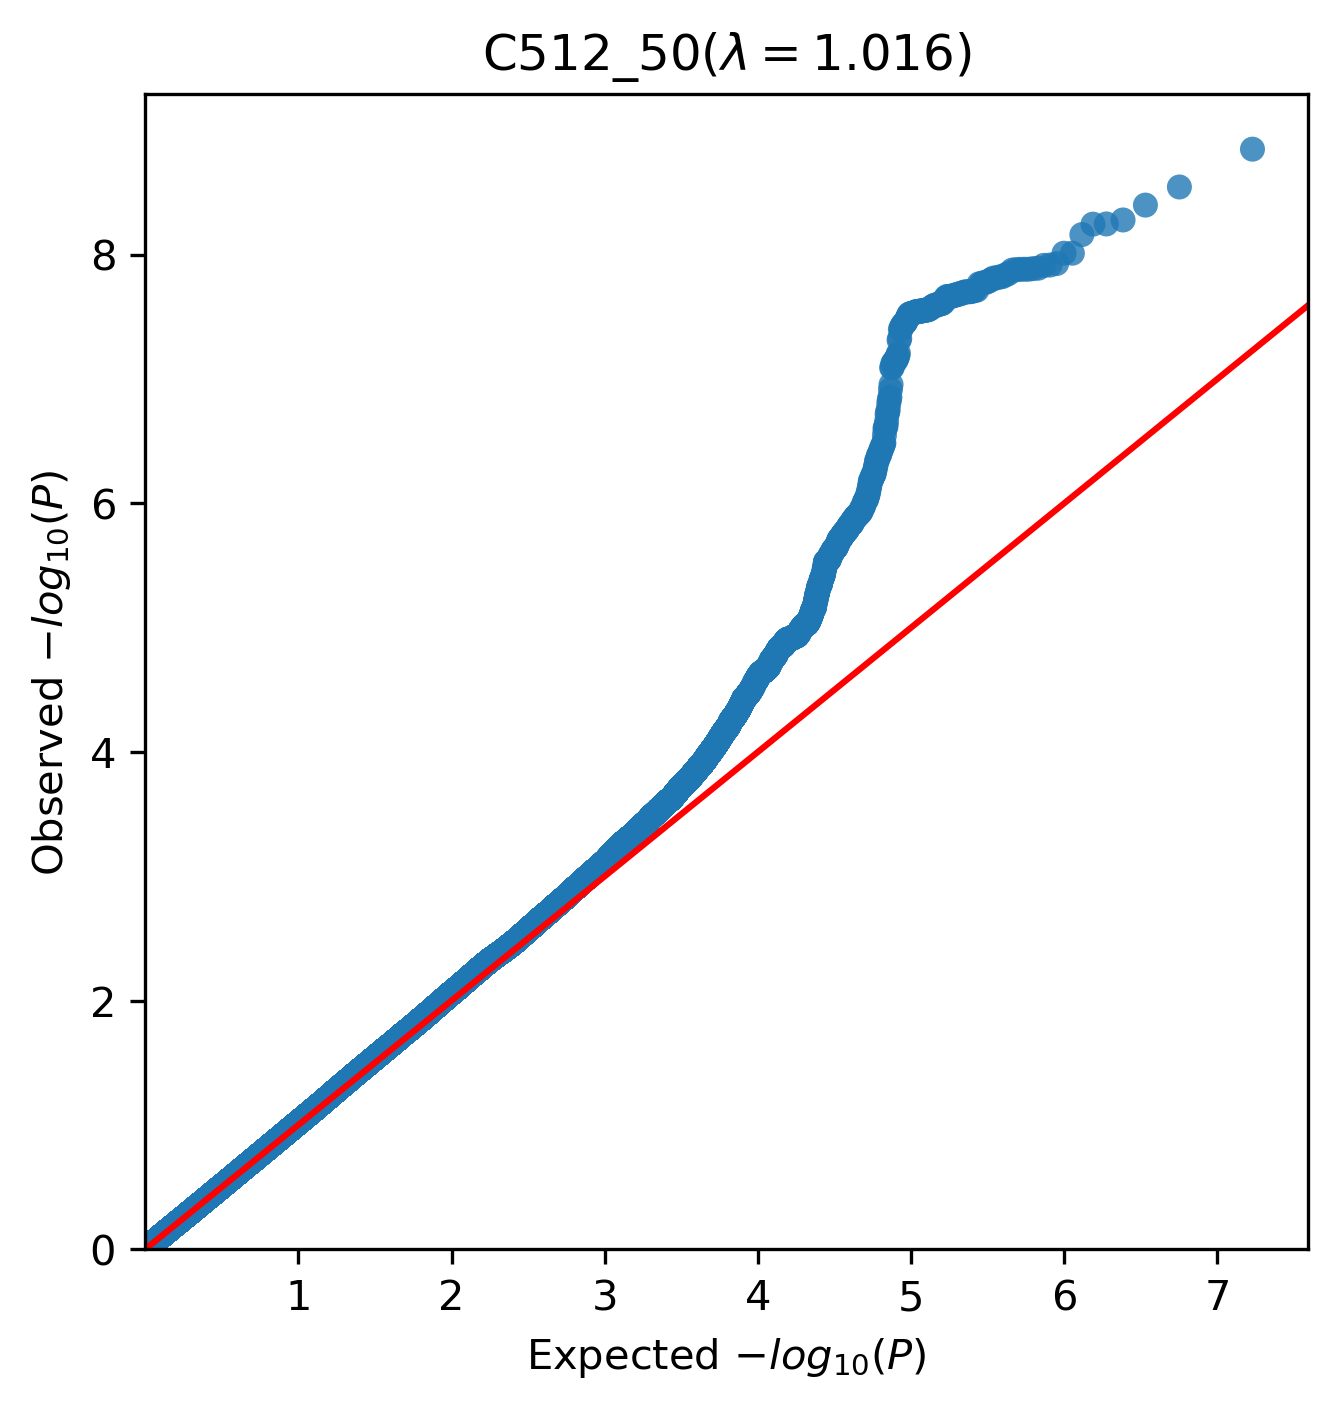 C512_50(λ = 1.016)
Observed −log₁₀(P)
8
6
4
2
0
1 2 3 4 5 6 7
Expected −log₁₀(P)